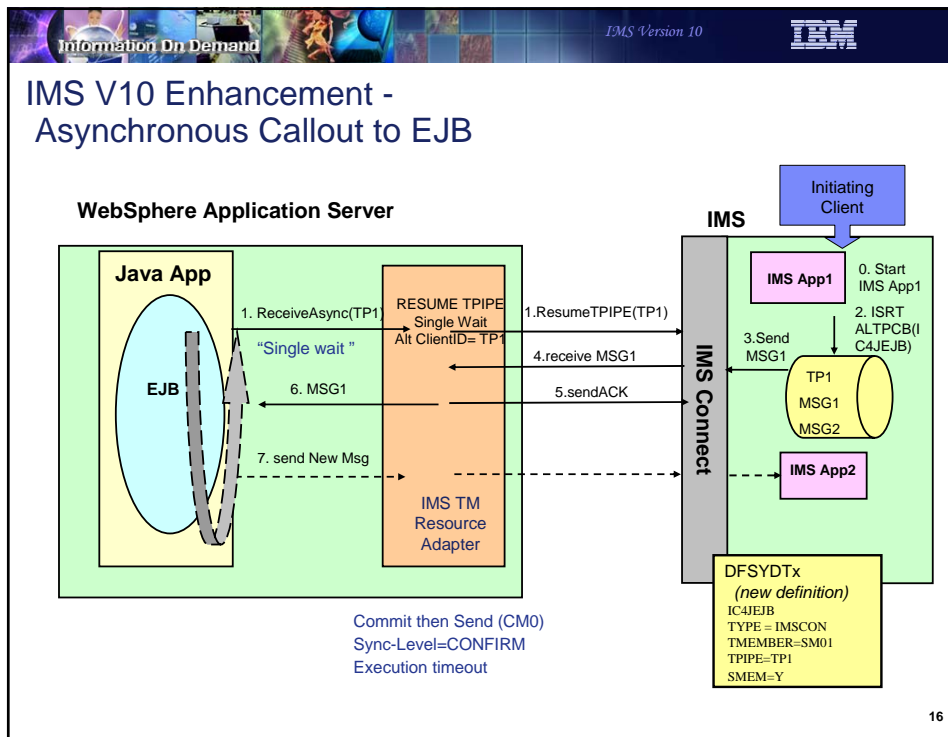 Information On Demand
IMS Version 10
IBM
IMS V10 Enhancement -
Asynchronous Callout to EJB
WebSphere Application Server
Java App
EJB
1. ReceiveAsync(TP1)
“Single wait ”
6. MSG1
7. send New Msg
RESUME TPIPE
Single Wait
Alt ClientID= TP1
IMS TM
Resource
Adapter
1.ResumeTPIPE(TP1)
4.receive MSG1
5.sendACK
IMS
IMS Connect
Initiating
Client
IMS App1
0. Start
IMS App1
2. ISRT
ALTPCB(I
C4JEJB)
3.Send
MSG1
TP1
MSG1
MSG2
IMS App2
DFSYDTx
(new definition)
IC4JEJB
TYPE = IMSCON
TMEMBER=SM01
TPIPE=TP1
SMEM=Y
Commit then Send (CM0)
Sync-Level=CONFIRM
Execution timeout
16